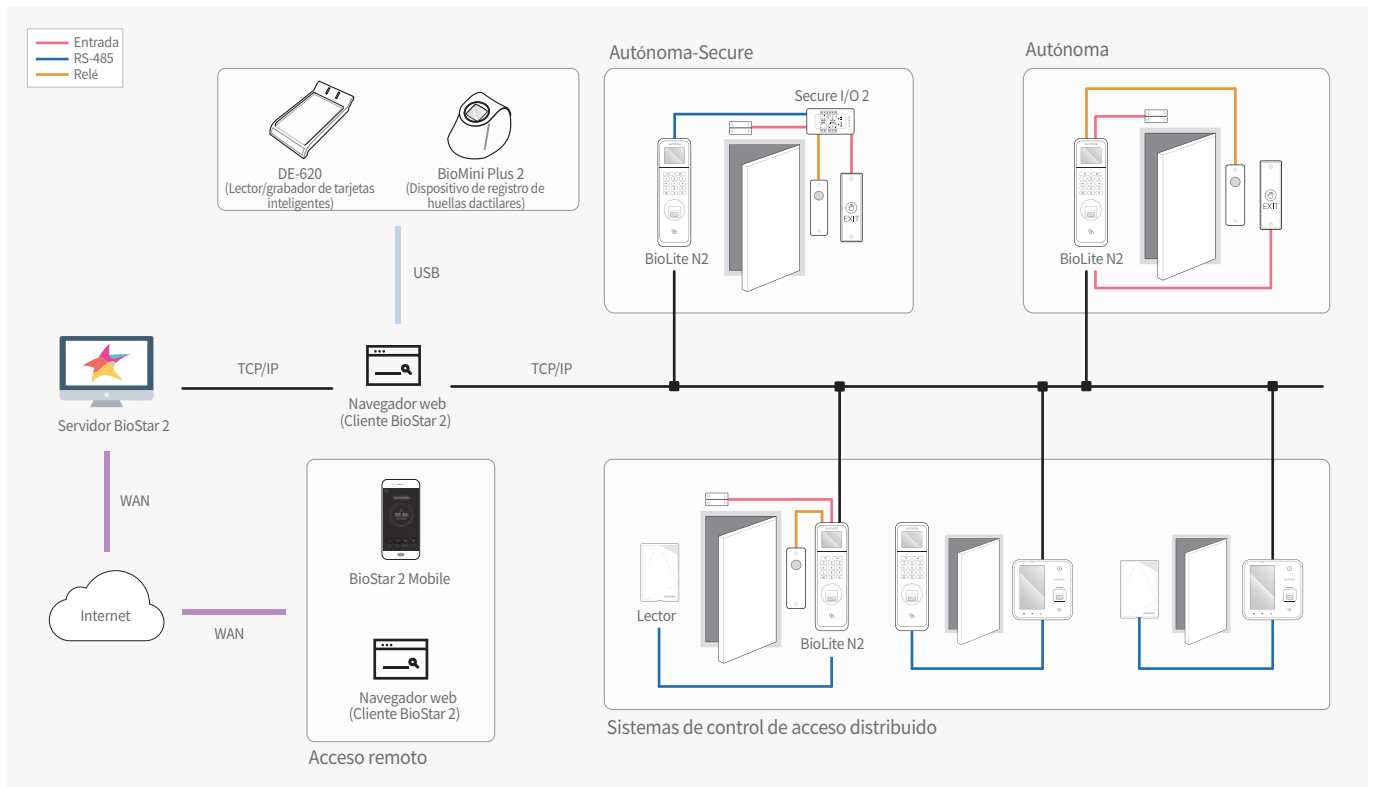 Entrada
RS-485
Relé
DE-620
(Lector/grabador de tarjetas
inteligentes)
BioMini Plus 2
(Dispositivo de registro de
huellas dactilares)
USB
Autónoma-Secure
Secure I/O 2
EXIT
BioLite N2
Autónoma
EXIT
BioLite N2
TCP/IP
TCP/IP
Servidor BioStar 2
Navegador web
(Cliente BioStar 2)
WAN
Internet
WAN
BioStar 2 Mobile
Navegador web
(Cliente BioStar 2)
Acceso remoto
Lector
BioLite N2
Sistemas de control de acceso distribuido